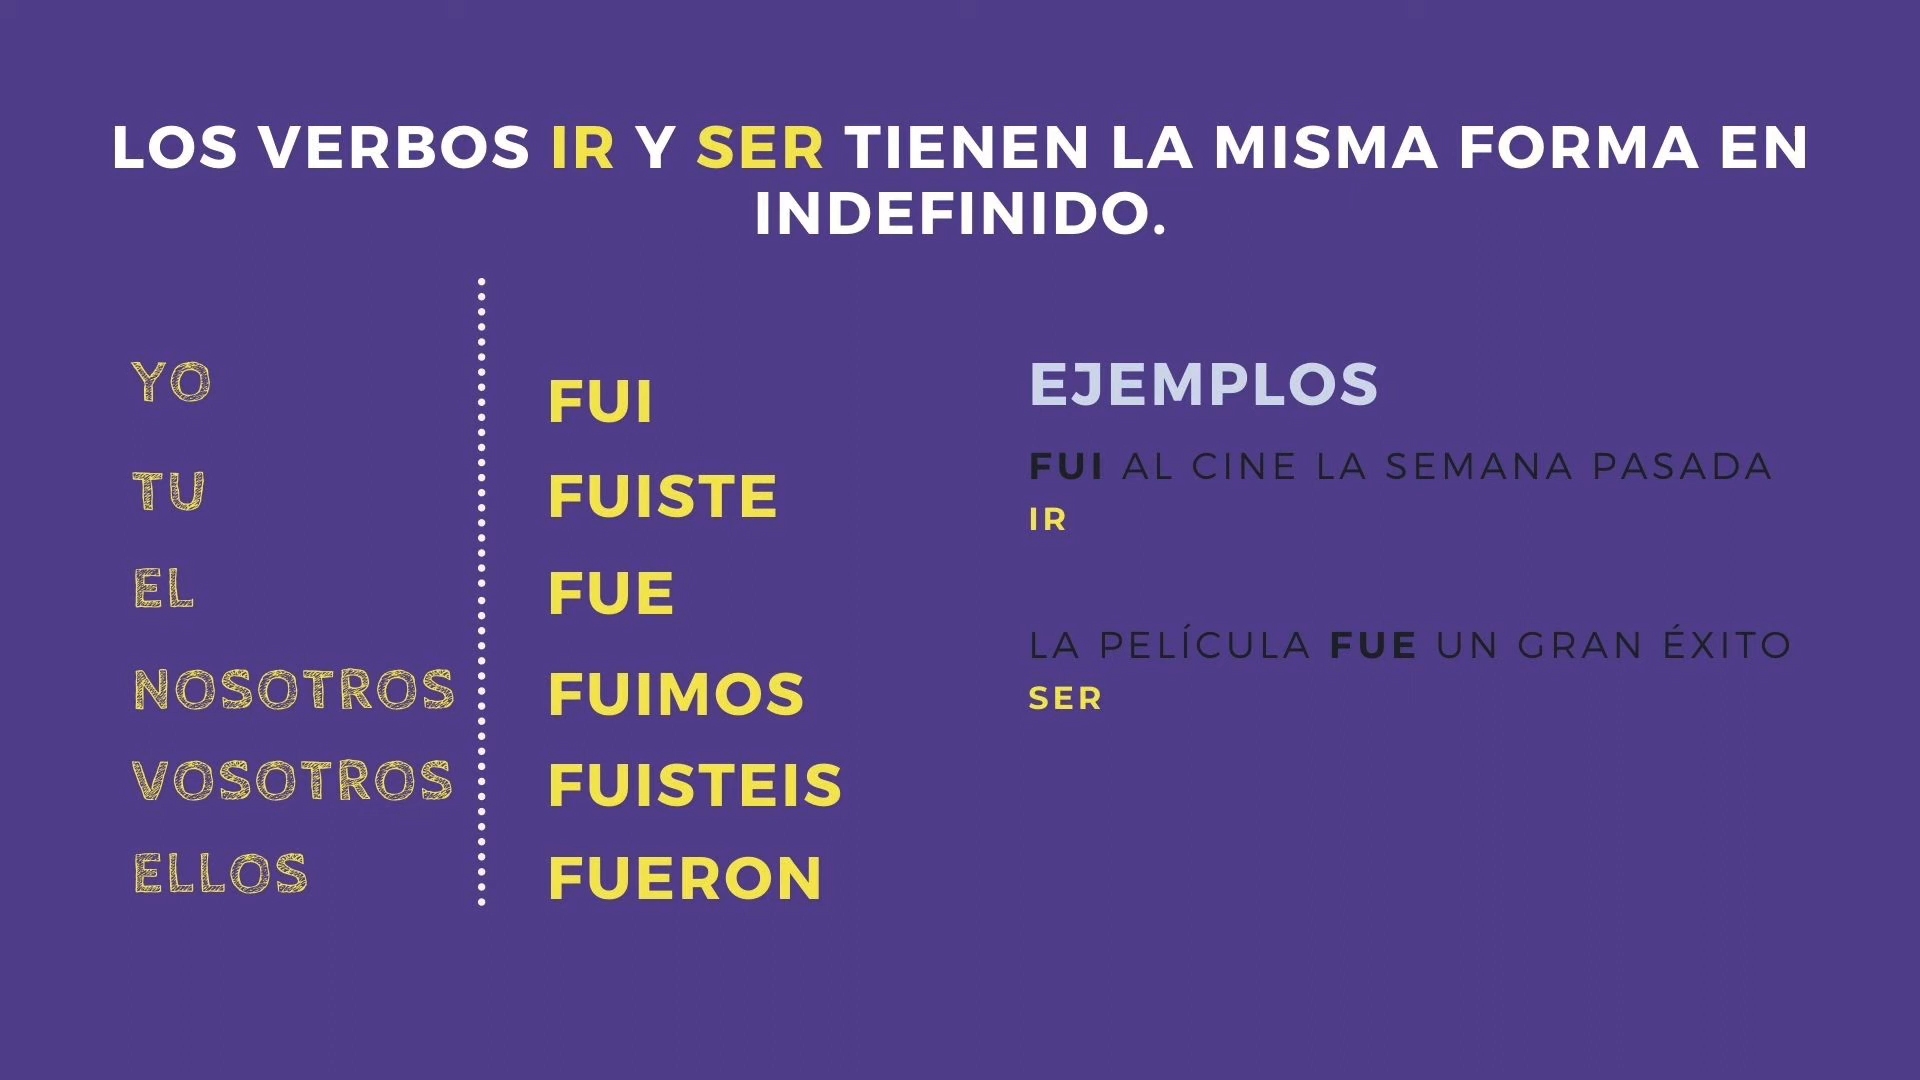 LOS VERBOS IR Y SER TIENEN LA MISMA FORMA EN
INDEFINIDO.
YO
FUI
TU
FUISTE
EL
FUE
NOSOTROS
FUIMOS
VOSOTROS
FUISTEIS
ELLOS
FUERON
EJEMPLOS
FUI AL CINE LA SEMANA PASADA
IR
LA PELÍCULA FUE UN GRAN ÉXITO
SER